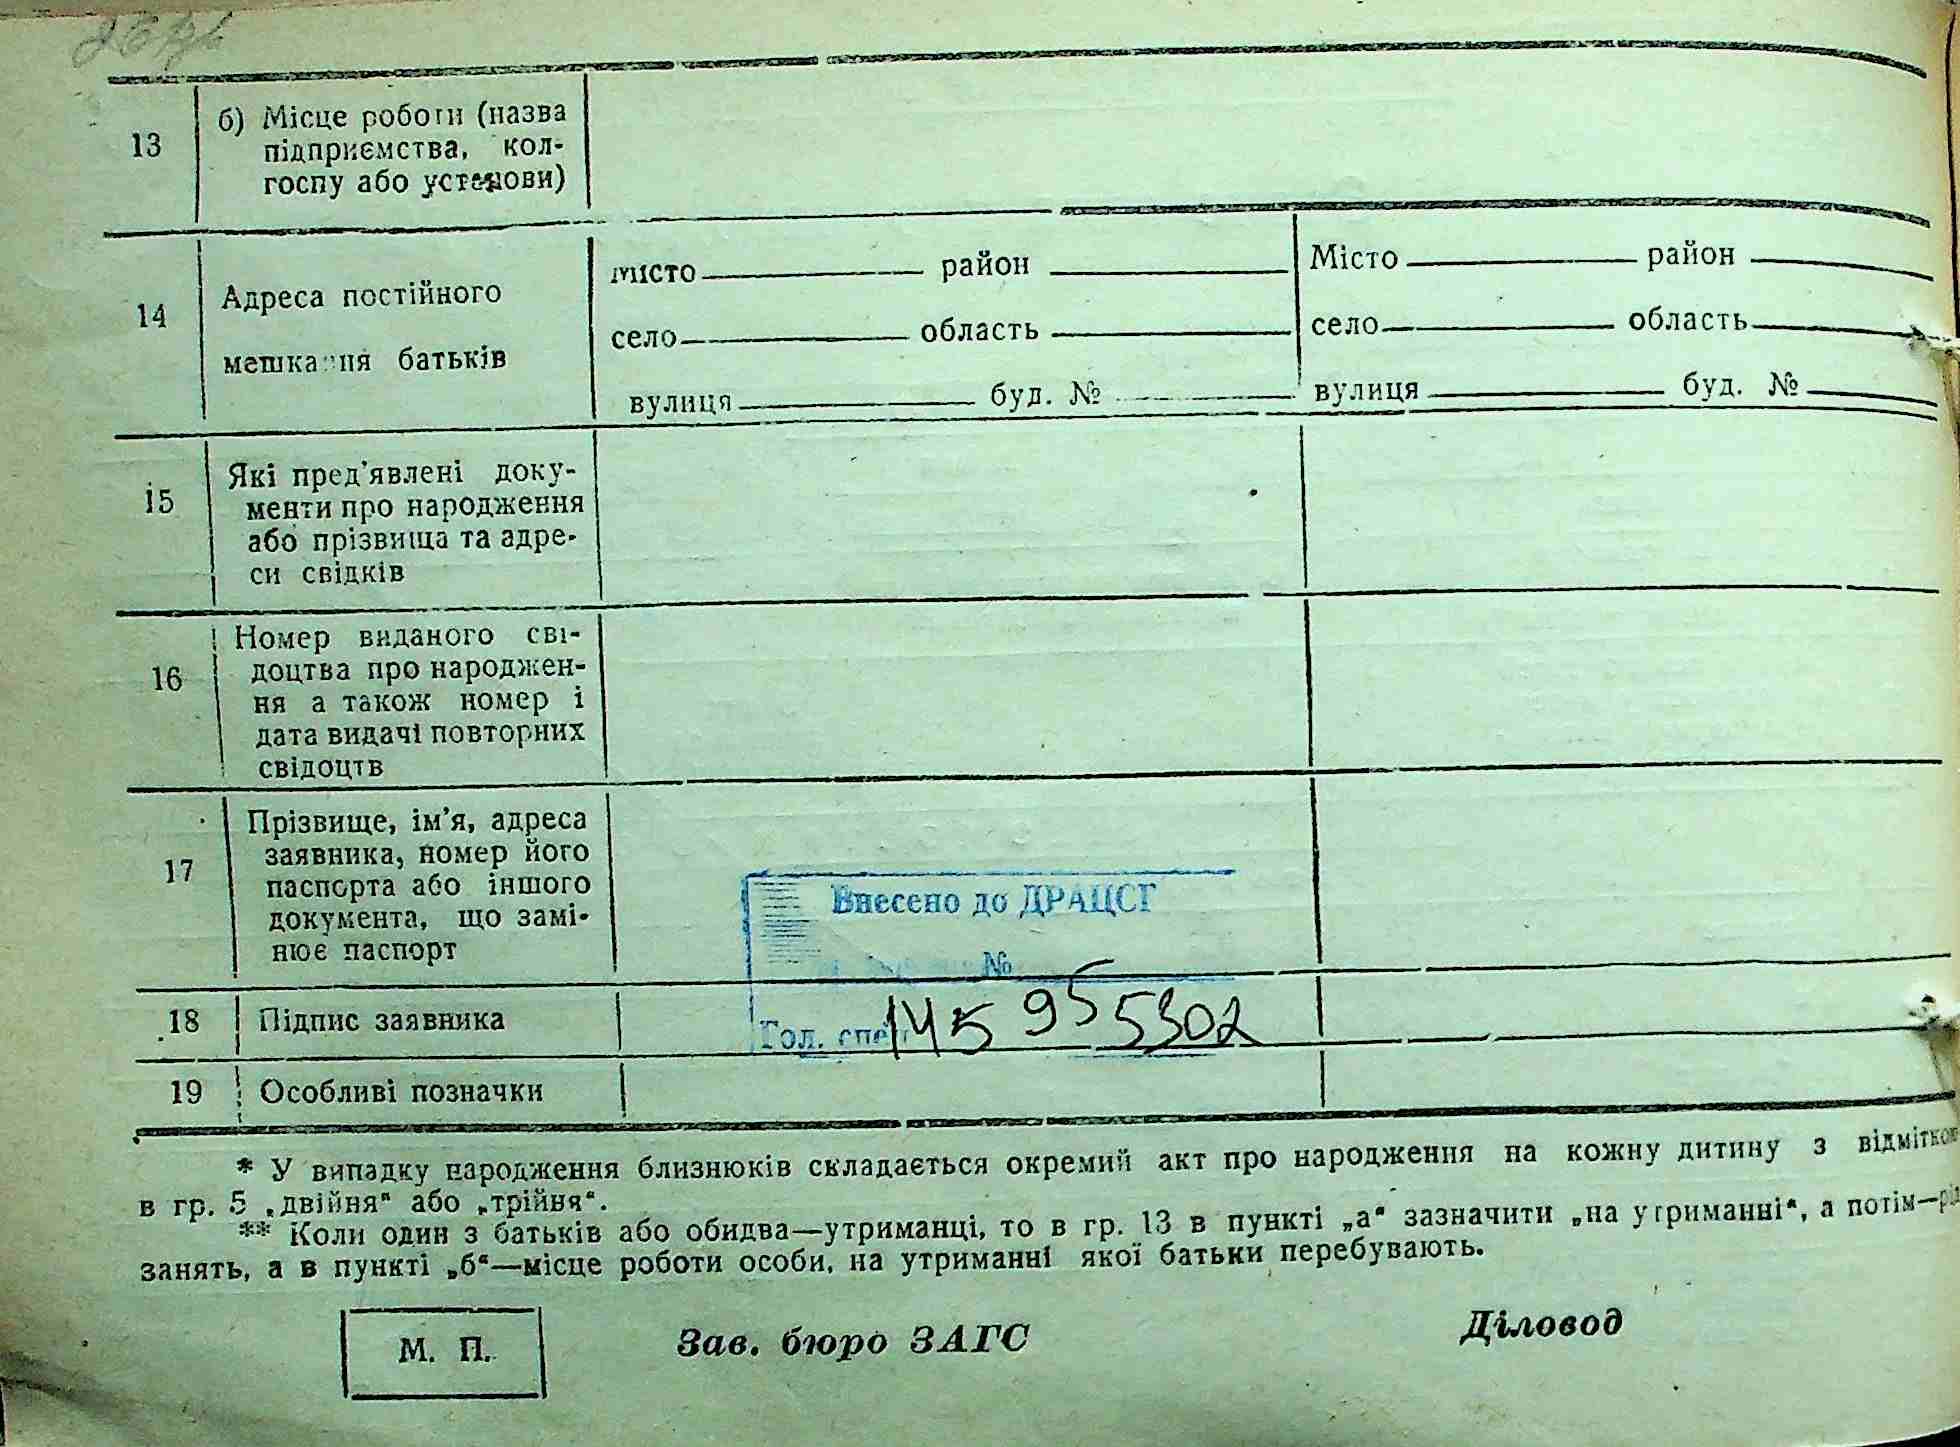 13
б) Місце роботи (назва
підприємства, кол-
госпу або установи)
14
Адреса постійного
мешкання батьків
місто район
село область
вулиця буд. №
Місто район
село область
вулиця буд. №
15
Які пред'явлені доку-
менти про народження
або прізвища та адре-
си свідків
16
Номер виданого сві-
доцтва про народжен-
ня а також номер і
дата видачі повторних
свідоцтв
17
Прізвище, ім'я, адреса
заявника, номер його
паспорта або іншого
документа, що замі-
нює паспорт
Внесено до ДРАЦСГ
№
145955302
Гол. спец
18 Підпис заявника
19 Особливі позначки
* У випадку народження близнюків складається окремий акт про народження на кожну дитину з відміткою
в гр. 5 „двійня“ або „трійня“.
** Коли один з батьків або обидва—утриманці, то в гр. 13 в пункті „а“ зазначити „на утриманні“, а потім—рід
занять, а в пункті „б“—місце роботи особи, на утриманні якої батьки перебувають.
М. П.
Зав. бюро ЗАГС
Діловод